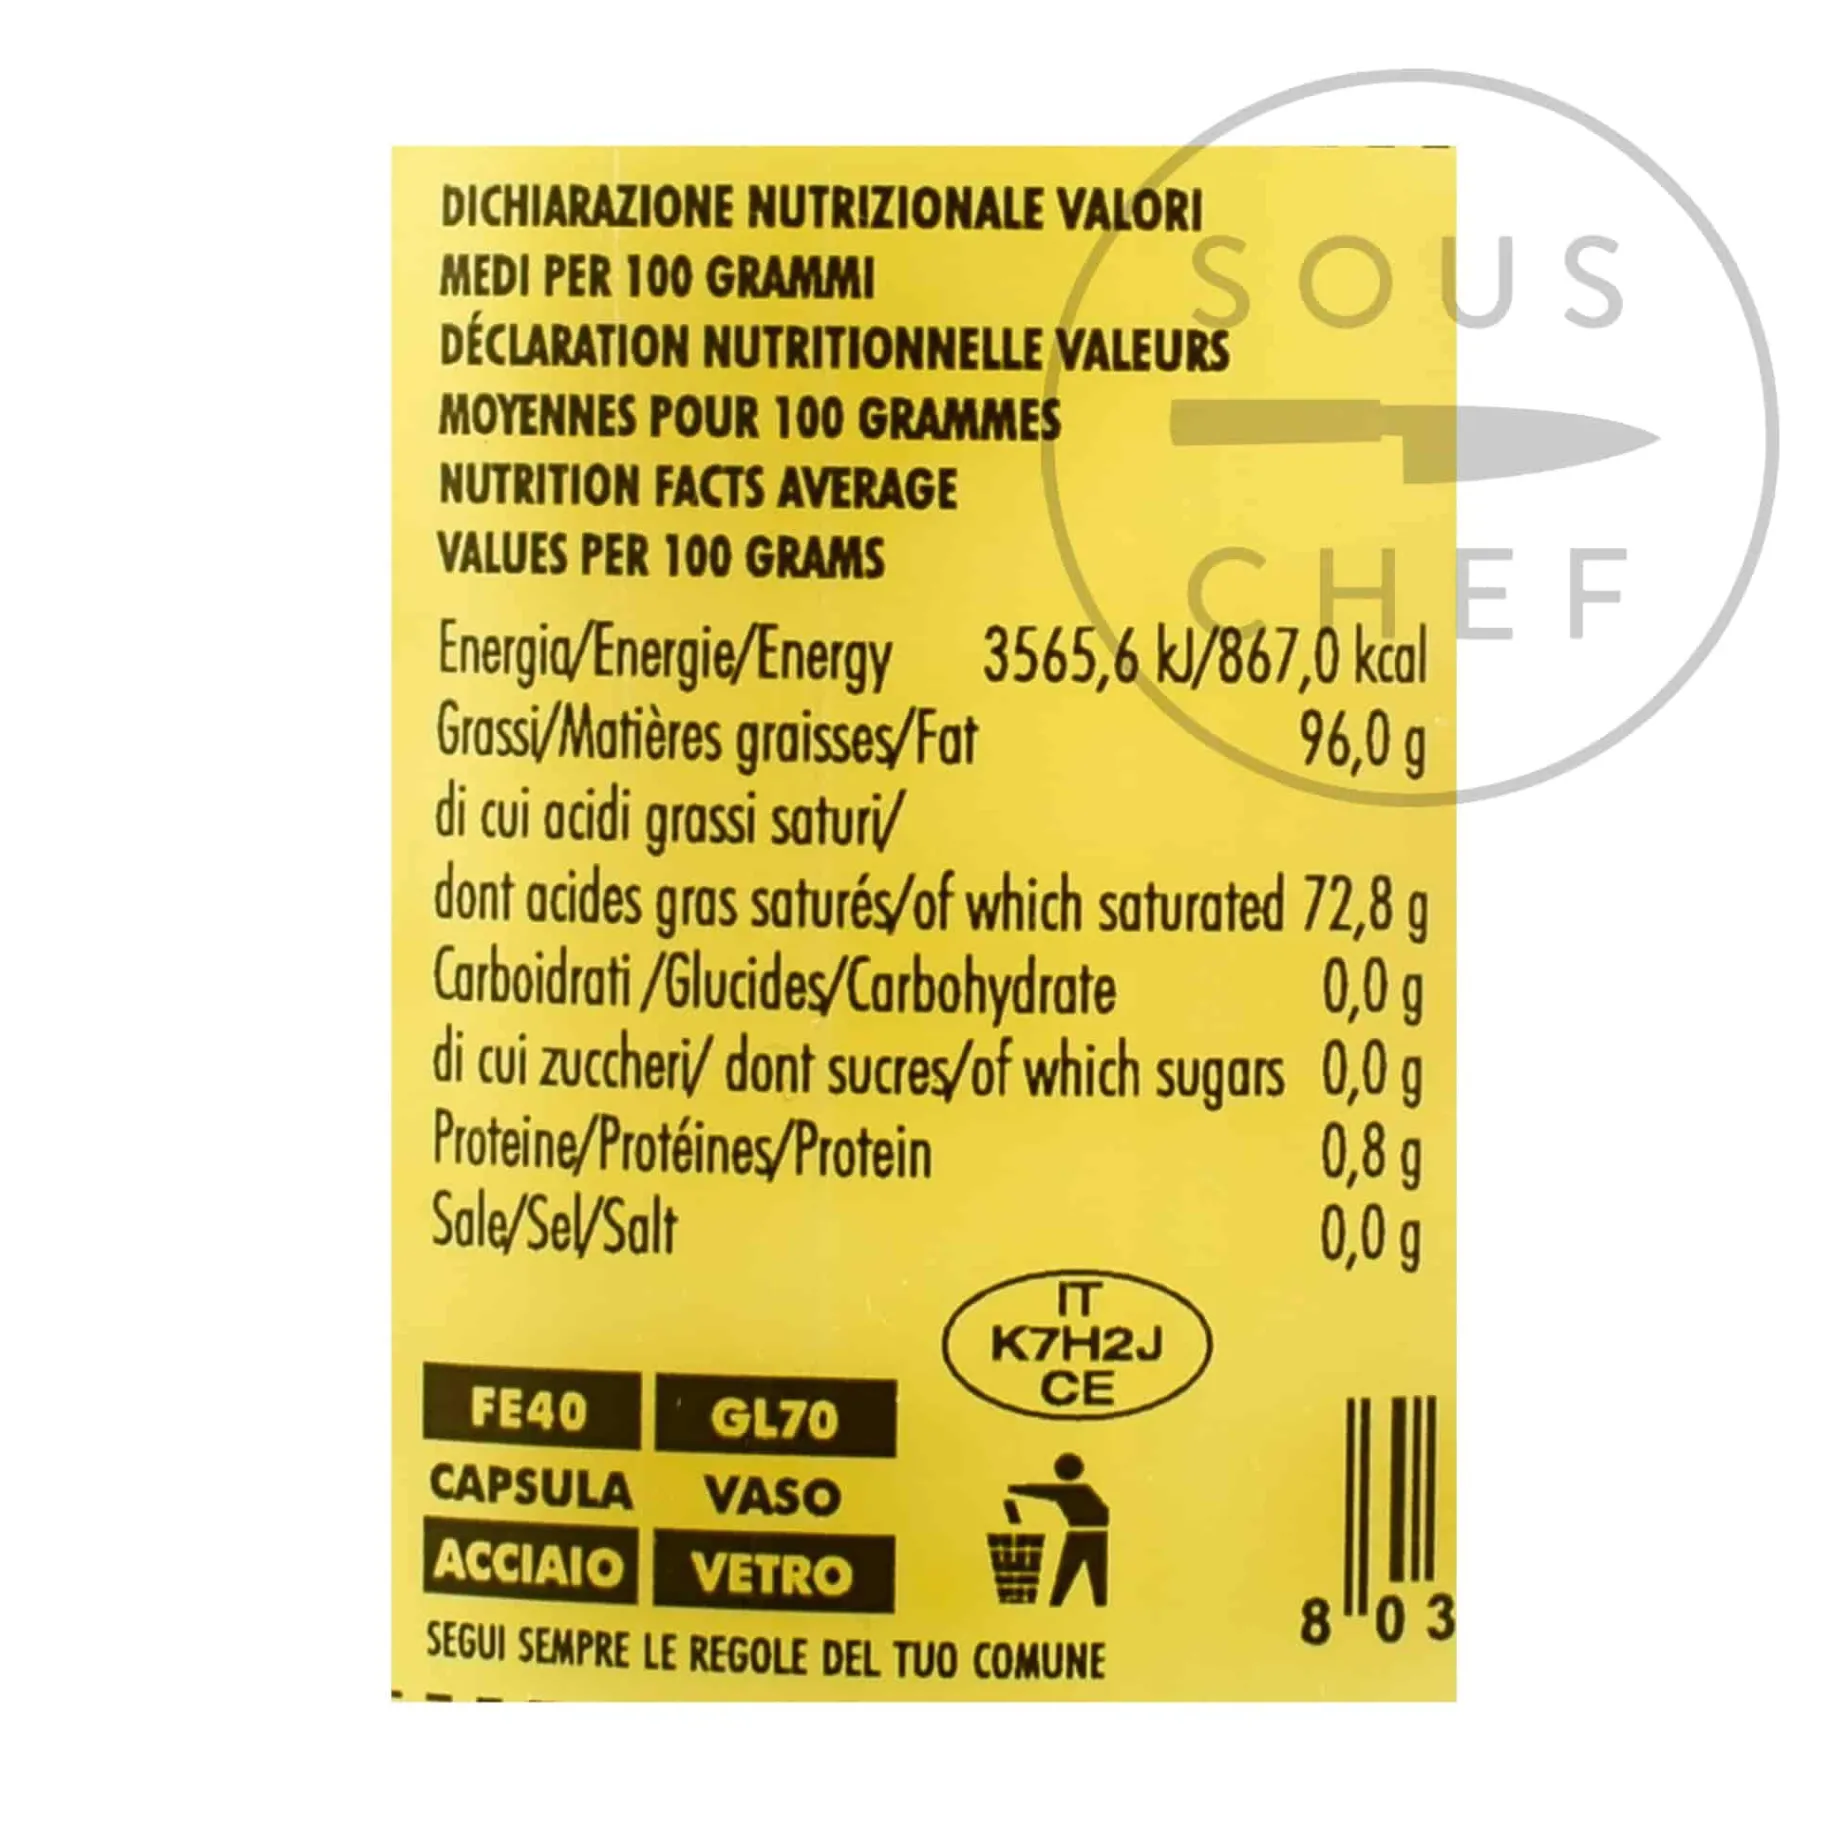 DICHIARAZIONE NUTRIZIONALE VALORI
MEDI PER 100 GRAMMI
DÉCLARATION NUTRITIONNELLE VALEURS
MOYENNES POUR 100 GRAMMES
NUTRITION FACTS AVERAGE
VALUES PER 100 GRAMS
SOUS
CHEF
Energia/Energie/Energy 3565,6 kJ/867,0 kcal
Grassi/Matières graisses/Fat 96,0 g
di cui acidi grassi saturi/
dont acides gras saturés/of which saturated 72,8 g
Carboidrati /Glucides/Carbohydrate 0,0 g
di cui zuccheri/ dont sucres/of which sugars 0,0 g
Proteine/Protéines/Protein 0,8 g
Sale/Sel/Salt 0,0 g
IT
K7H2J
CE
FE40 GL70
CAPSULA VASO
ACCIAIO VETRO
SEGUI SEMPRE LE REGOLE DEL TUO COMUNE
8 03